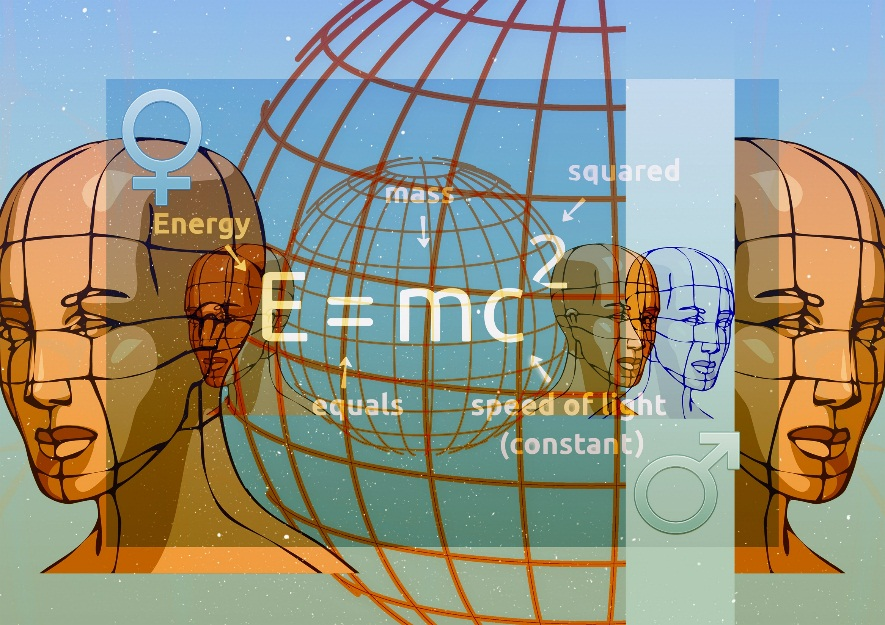 squared
mass
Energy
E = mc²
equals
speed of light
(constant)